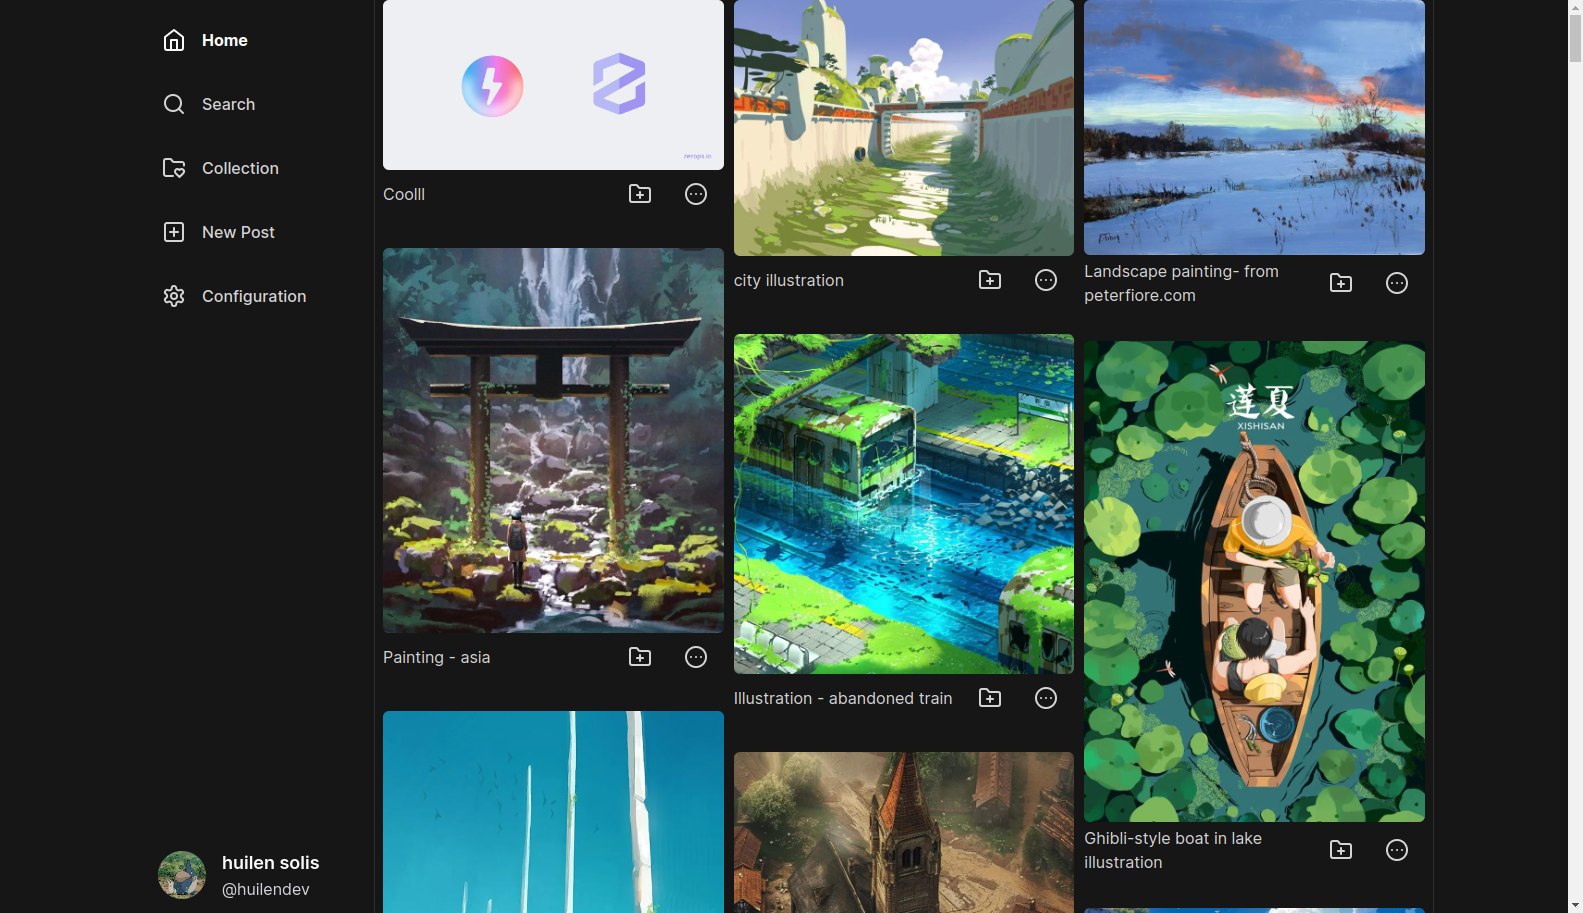 Home
Search
Collection
New Post
Configuration
huilen solis
@huilendev
zerops io
Coolll
Painting - asia
city illustration
Illustration - abandoned train
Landscape painting- from
peterfiore.com
莲夏
XISHISAN
Ghibli-style boat in lake
illustration